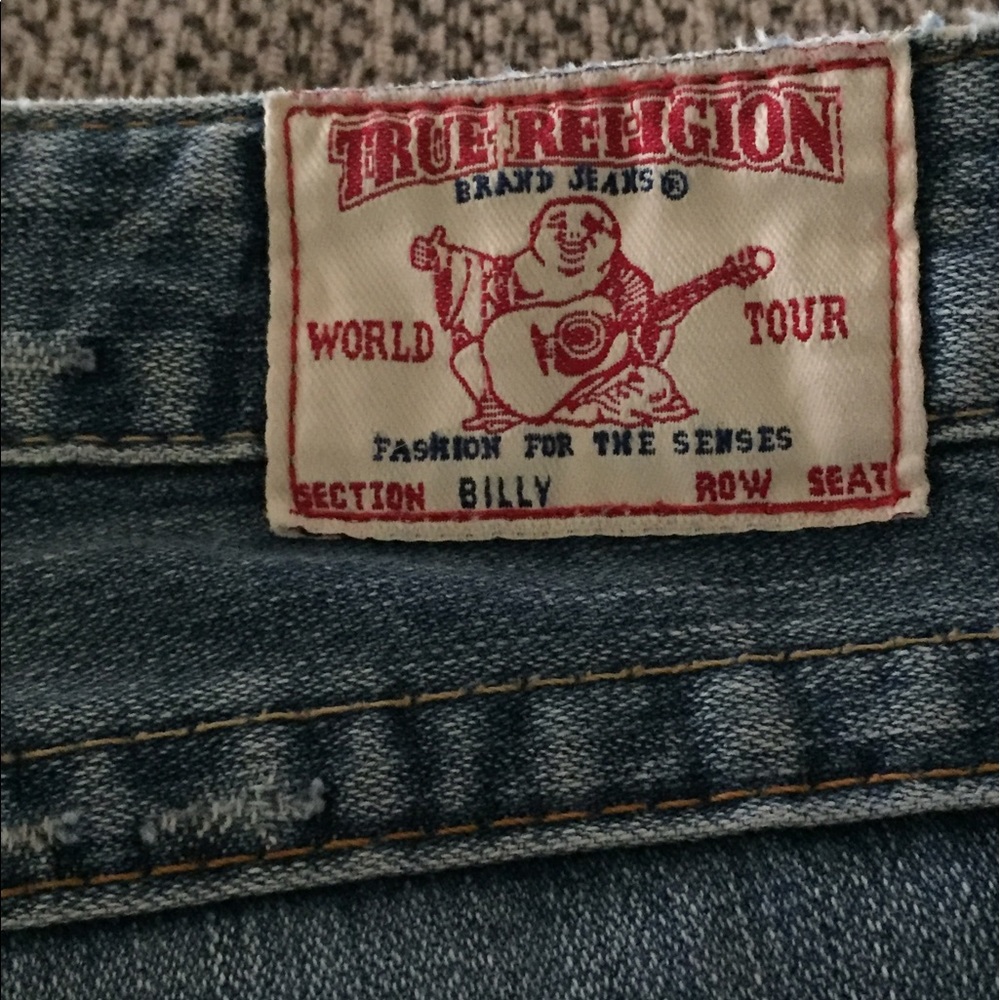 TRUE RELIGION
BRAND JEANS®
WORLD TOUR
FASHION FOR THE SENSES
SECTION BILLY ROW SEAT